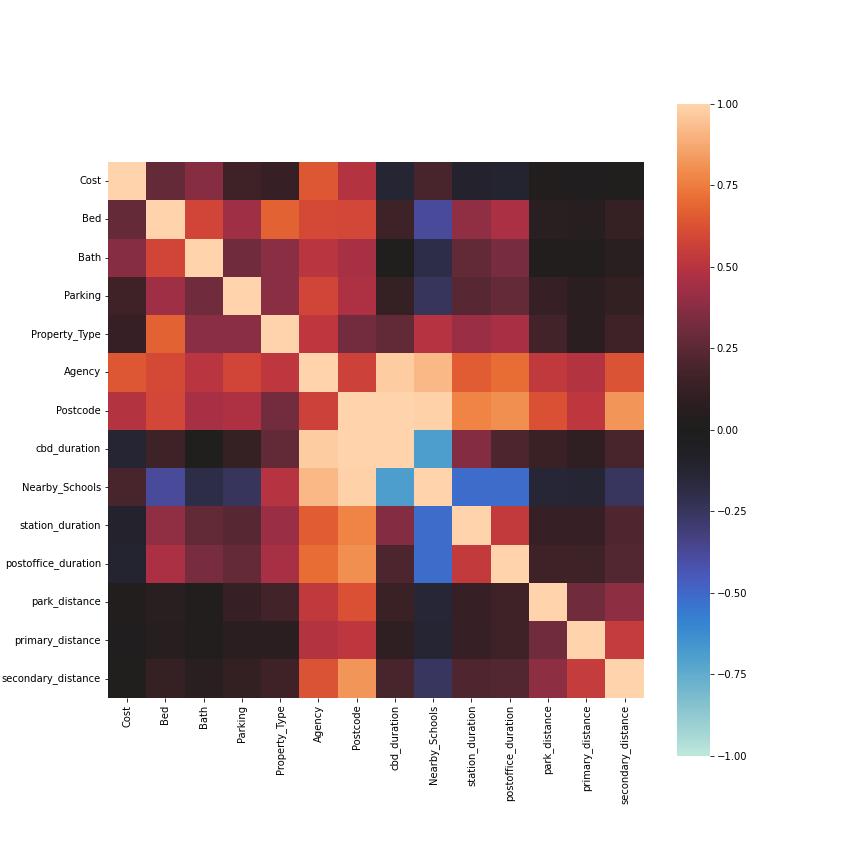 Cost
Bed
Bath
Parking
Property_Type
Agency
Postcode
cbd_duration
Nearby_Schools
station_duration
postoffice_duration
park_distance
primary_distance
secondary_distance
Cost
Bed
Bath
Parking
Property_Type
Agency
Postcode
cbd_duration
Nearby_Schools
station_duration
postoffice_duration
park_distance
primary_distance
secondary_distance
1.00
0.75
0.50
0.25
0.00
−0.25
−0.50
−0.75
−1.00